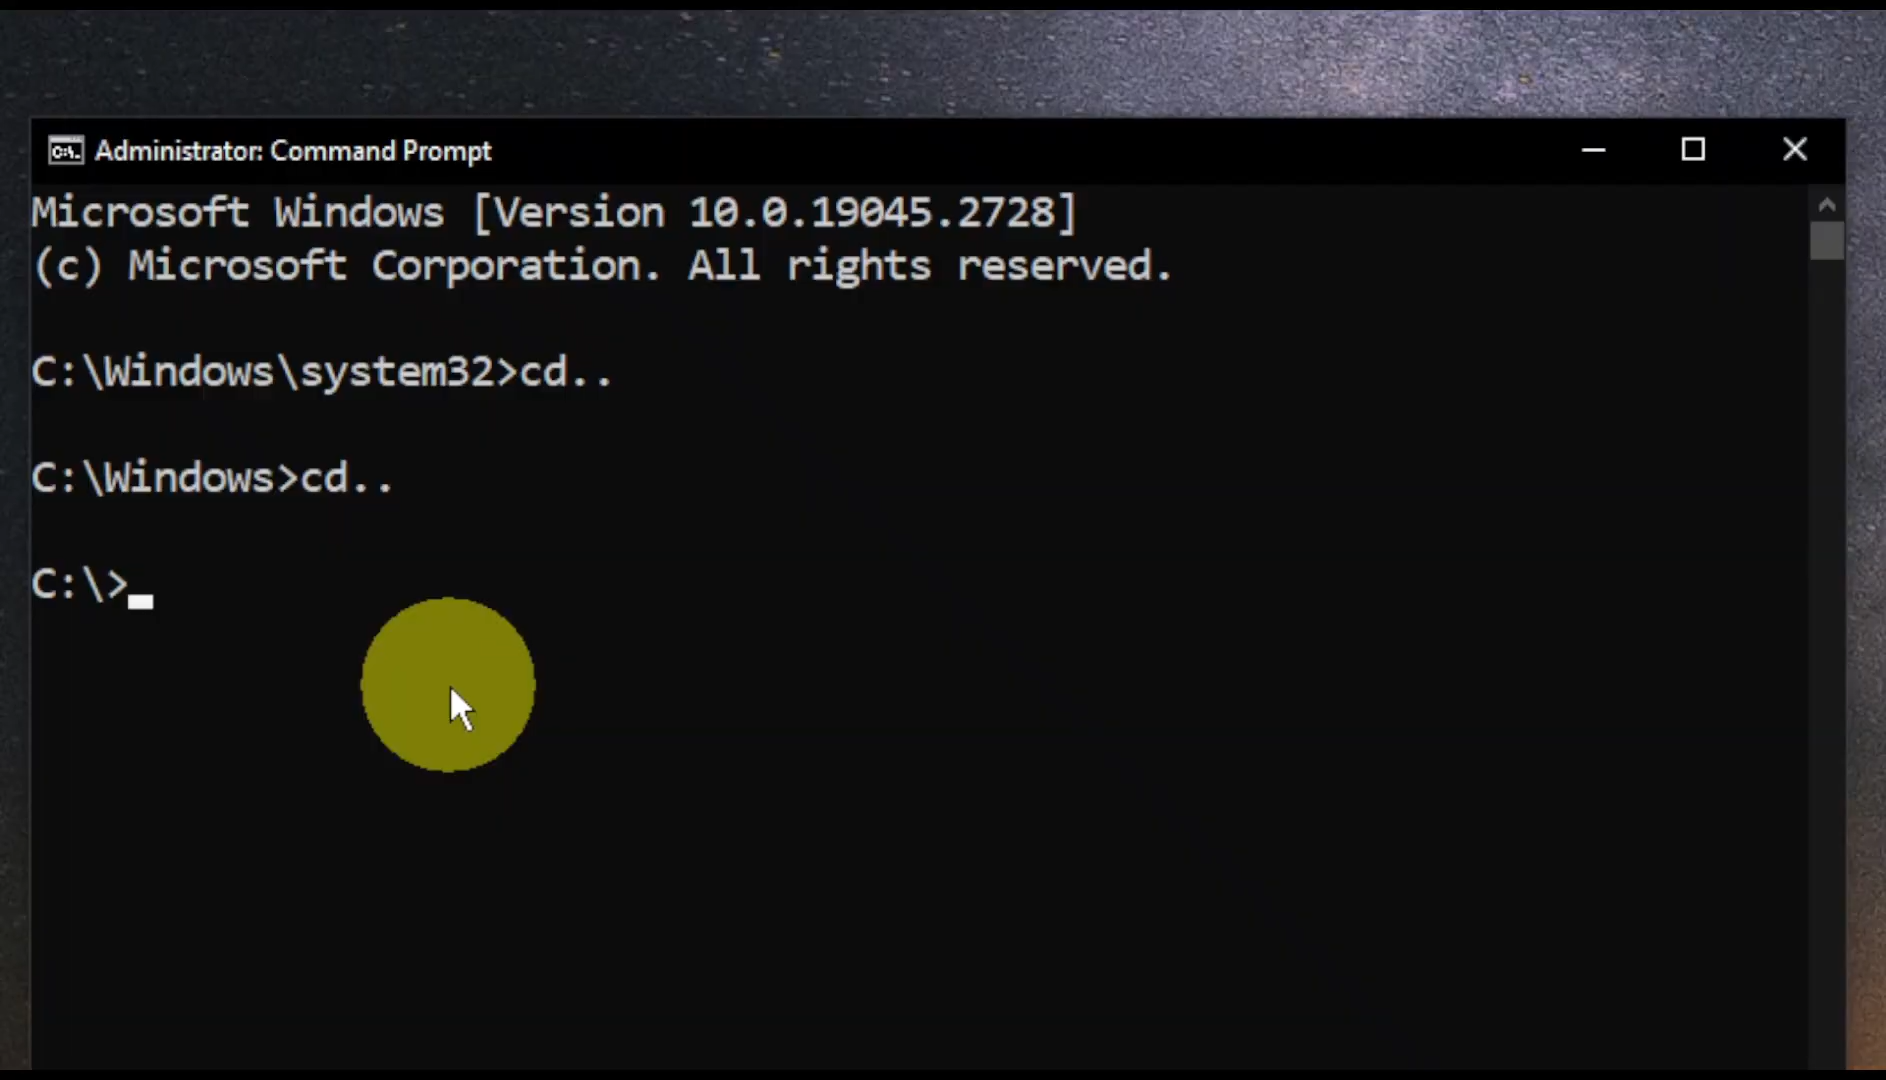 Administrator: Command Prompt
Microsoft Windows [Version 10.0.19045.2728]
(c) Microsoft Corporation. All rights reserved.
C:\Windows\system32>cd..
C:\Windows>cd..
C:\>